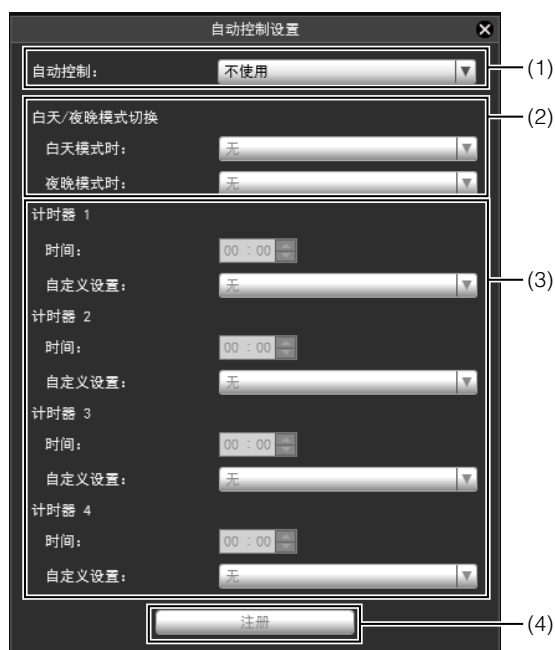 自动控制设置
自动控制： 不使用 (1)
白天/夜晚模式切换 (2)
白天模式时： 无
夜晚模式时： 无
计时器 1
时间： 00 : 00
自定义设置： 无 (3)
计时器 2
时间： 00 : 00
自定义设置： 无
计时器 3
时间： 00 : 00
自定义设置： 无
计时器 4
时间： 00 : 00
自定义设置： 无
注册 (4)